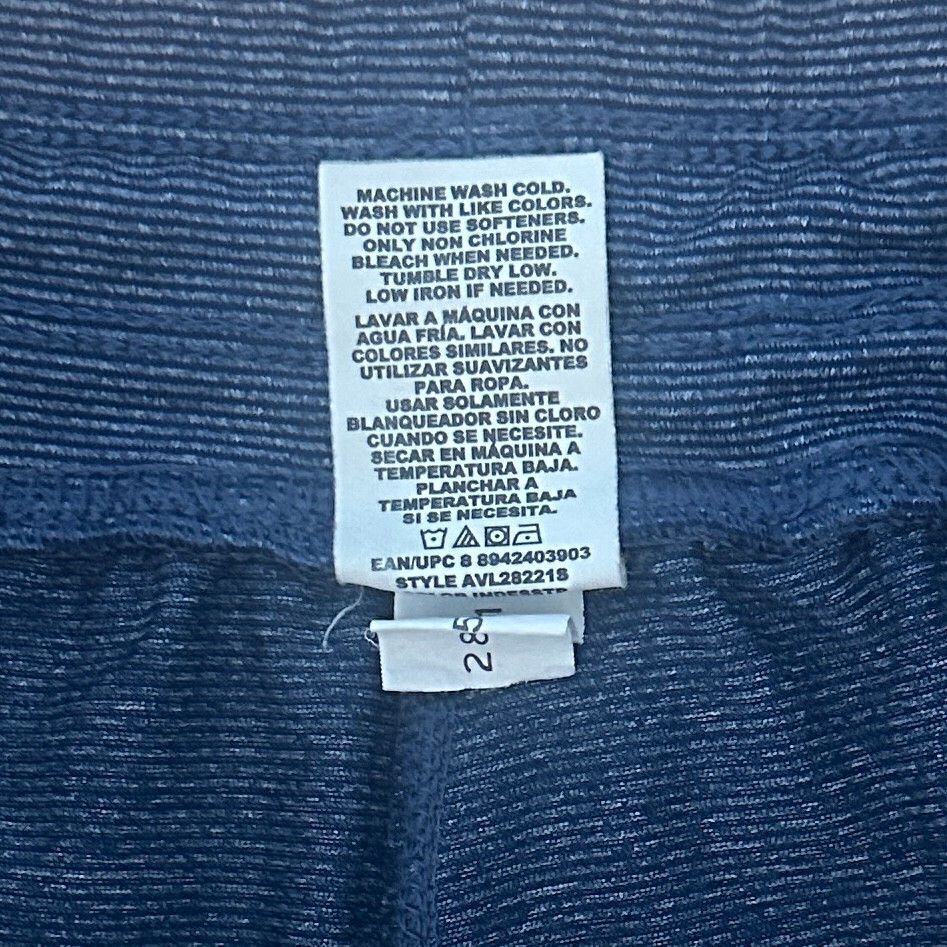 MACHINE WASH COLD.
WASH WITH LIKE COLORS.
DO NOT USE SOFTENERS.
ONLY NON CHLORINE
BLEACH WHEN NEEDED.
TUMBLE DRY LOW.
LOW IRON IF NEEDED.
LAVAR A MÁQUINA CON
AGUA FRÍA. LAVAR CON
COLORES SIMILARES. NO
UTILIZAR SUAVIZANTES
PARA ROPA.
USAR SOLAMENTE
BLANQUEADOR SIN CLORO
CUANDO SE NECESITE.
SECAR EN MÁQUINA A
TEMPERATURA BAJA.
PLANCHAR A
TEMPERATURA BAJA
SI SE NECESITA.
EAN/UPC 8 8942403903
STYLE AVL28221S
285